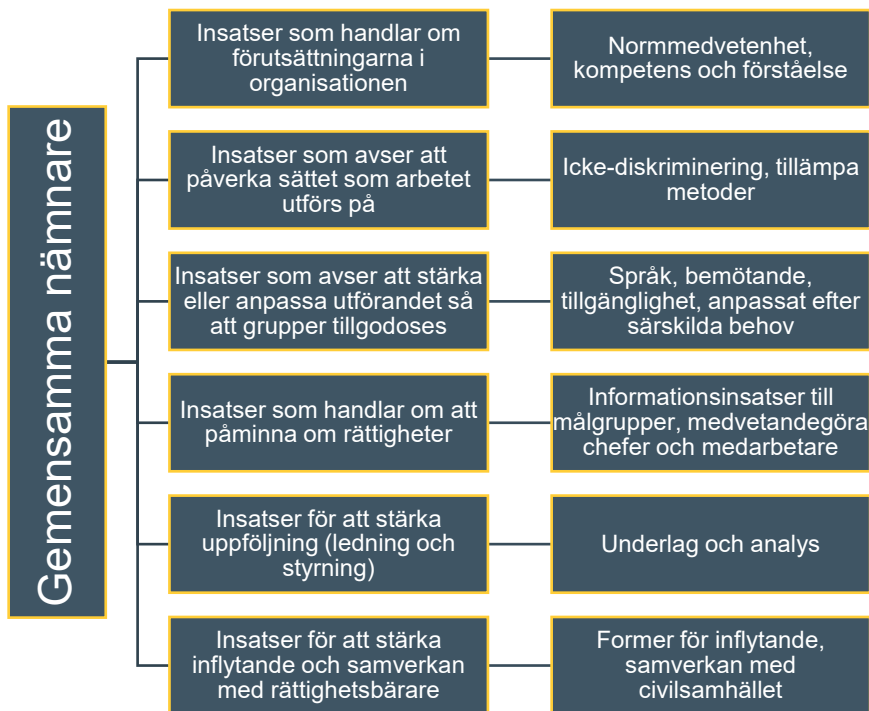 Gemensamma nämnare
Insatser som handlar om
förutsättningarna i
organisationen
Normmedvetenhet,
kompetens och förståelse
Insatser som avser att
påverka sättet som arbetet
utförs på
Icke-diskriminering, tillämpa
metoder
Insatser som avser att stärka
eller anpassa utförandet så
att grupper tillgodoses
Språk, bemötande,
tillgänglighet, anpassat efter
särskilda behov
Insatser som handlar om att
påminna om rättigheter
Informationsinsatser till
målgrupper, medvetandegöra
chefer och medarbetare
Insatser för att stärka
uppföljning (ledning och
styrning)
Underlag och analys
Insatser för att stärka
inflytande och samverkan
med rättighetsbärare
Former för inflytande,
samverkan med
civilsamhället